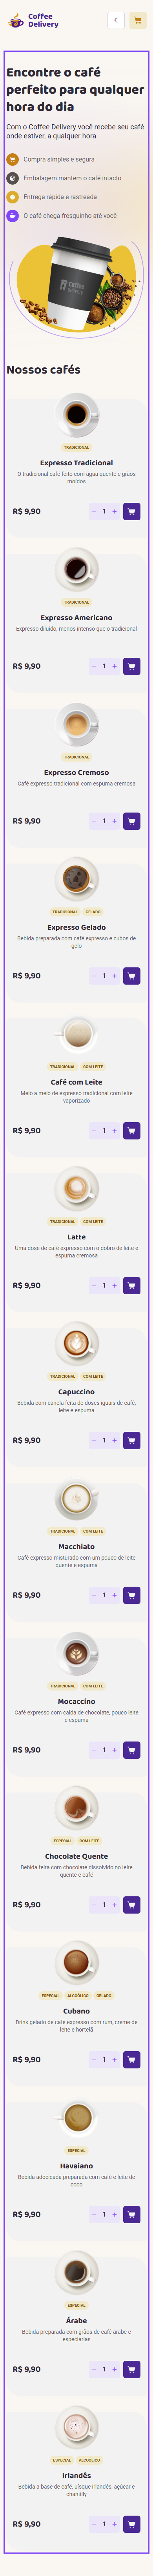 Coffee
Delivery
Encontre o café
perfeito para qualquer
hora do dia
Com o Coffee Delivery você recebe seu café
onde estiver, a qualquer hora
Compra simples e segura
Embalagem mantém o café intacto
Entrega rápida e rastreada
O café chega fresquinho até você
Coffee
Delivery
Nossos cafés
TRADICIONAL
Expresso Tradicional
O tradicional café feito com água quente e grãos
moídos
R$ 9,90
− 1 +
TRADICIONAL
Expresso Americano
Expresso diluído, menos intenso que o tradicional
R$ 9,90
− 1 +
TRADICIONAL
Expresso Cremoso
Café expresso tradicional com espuma cremosa
R$ 9,90
− 1 +
TRADICIONAL GELADO
Expresso Gelado
Bebida preparada com café expresso e cubos de
gelo
R$ 9,90
− 1 +
TRADICIONAL COM LEITE
Café com Leite
Meio a meio de expresso tradicional com leite
vaporizado
R$ 9,90
− 1 +
TRADICIONAL COM LEITE
Latte
Uma dose de café expresso com o dobro de leite e
espuma cremosa
R$ 9,90
− 1 +
TRADICIONAL COM LEITE
Capuccino
Bebida com canela feita de doses iguais de café,
leite e espuma
R$ 9,90
− 1 +
TRADICIONAL COM LEITE
Macchiato
Café expresso misturado com um pouco de leite
quente e espuma
R$ 9,90
− 1 +
TRADICIONAL COM LEITE
Mocaccino
Café expresso com calda de chocolate, pouco leite
e espuma
R$ 9,90
− 1 +
ESPECIAL COM LEITE
Chocolate Quente
Bebida feita com chocolate dissolvido no leite
quente e café
R$ 9,90
− 1 +
ESPECIAL ALCOÓLICO GELADO
Cubano
Drink gelado de café expresso com rum, creme de
leite e hortelã
R$ 9,90
− 1 +
ESPECIAL
Havaiano
Bebida adocicada preparada com café e leite de
coco
R$ 9,90
− 1 +
ESPECIAL
Árabe
Bebida preparada com grãos de café árabe e
especiarias
R$ 9,90
− 1 +
ESPECIAL ALCOÓLICO
Irlandês
Bebida a base de café, uísque irlandês, açúcar e
chantilly
R$ 9,90
− 1 +